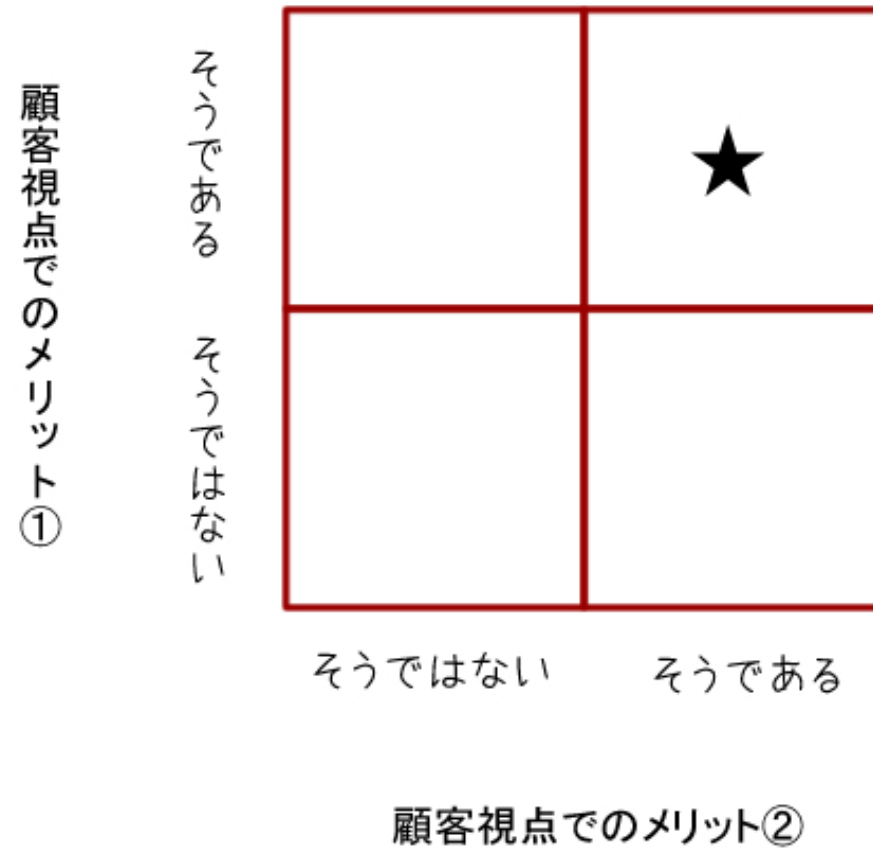 顧客視点でのメリット①
そうである
そうではない
★
そうではない
そうである
顧客視点でのメリット②